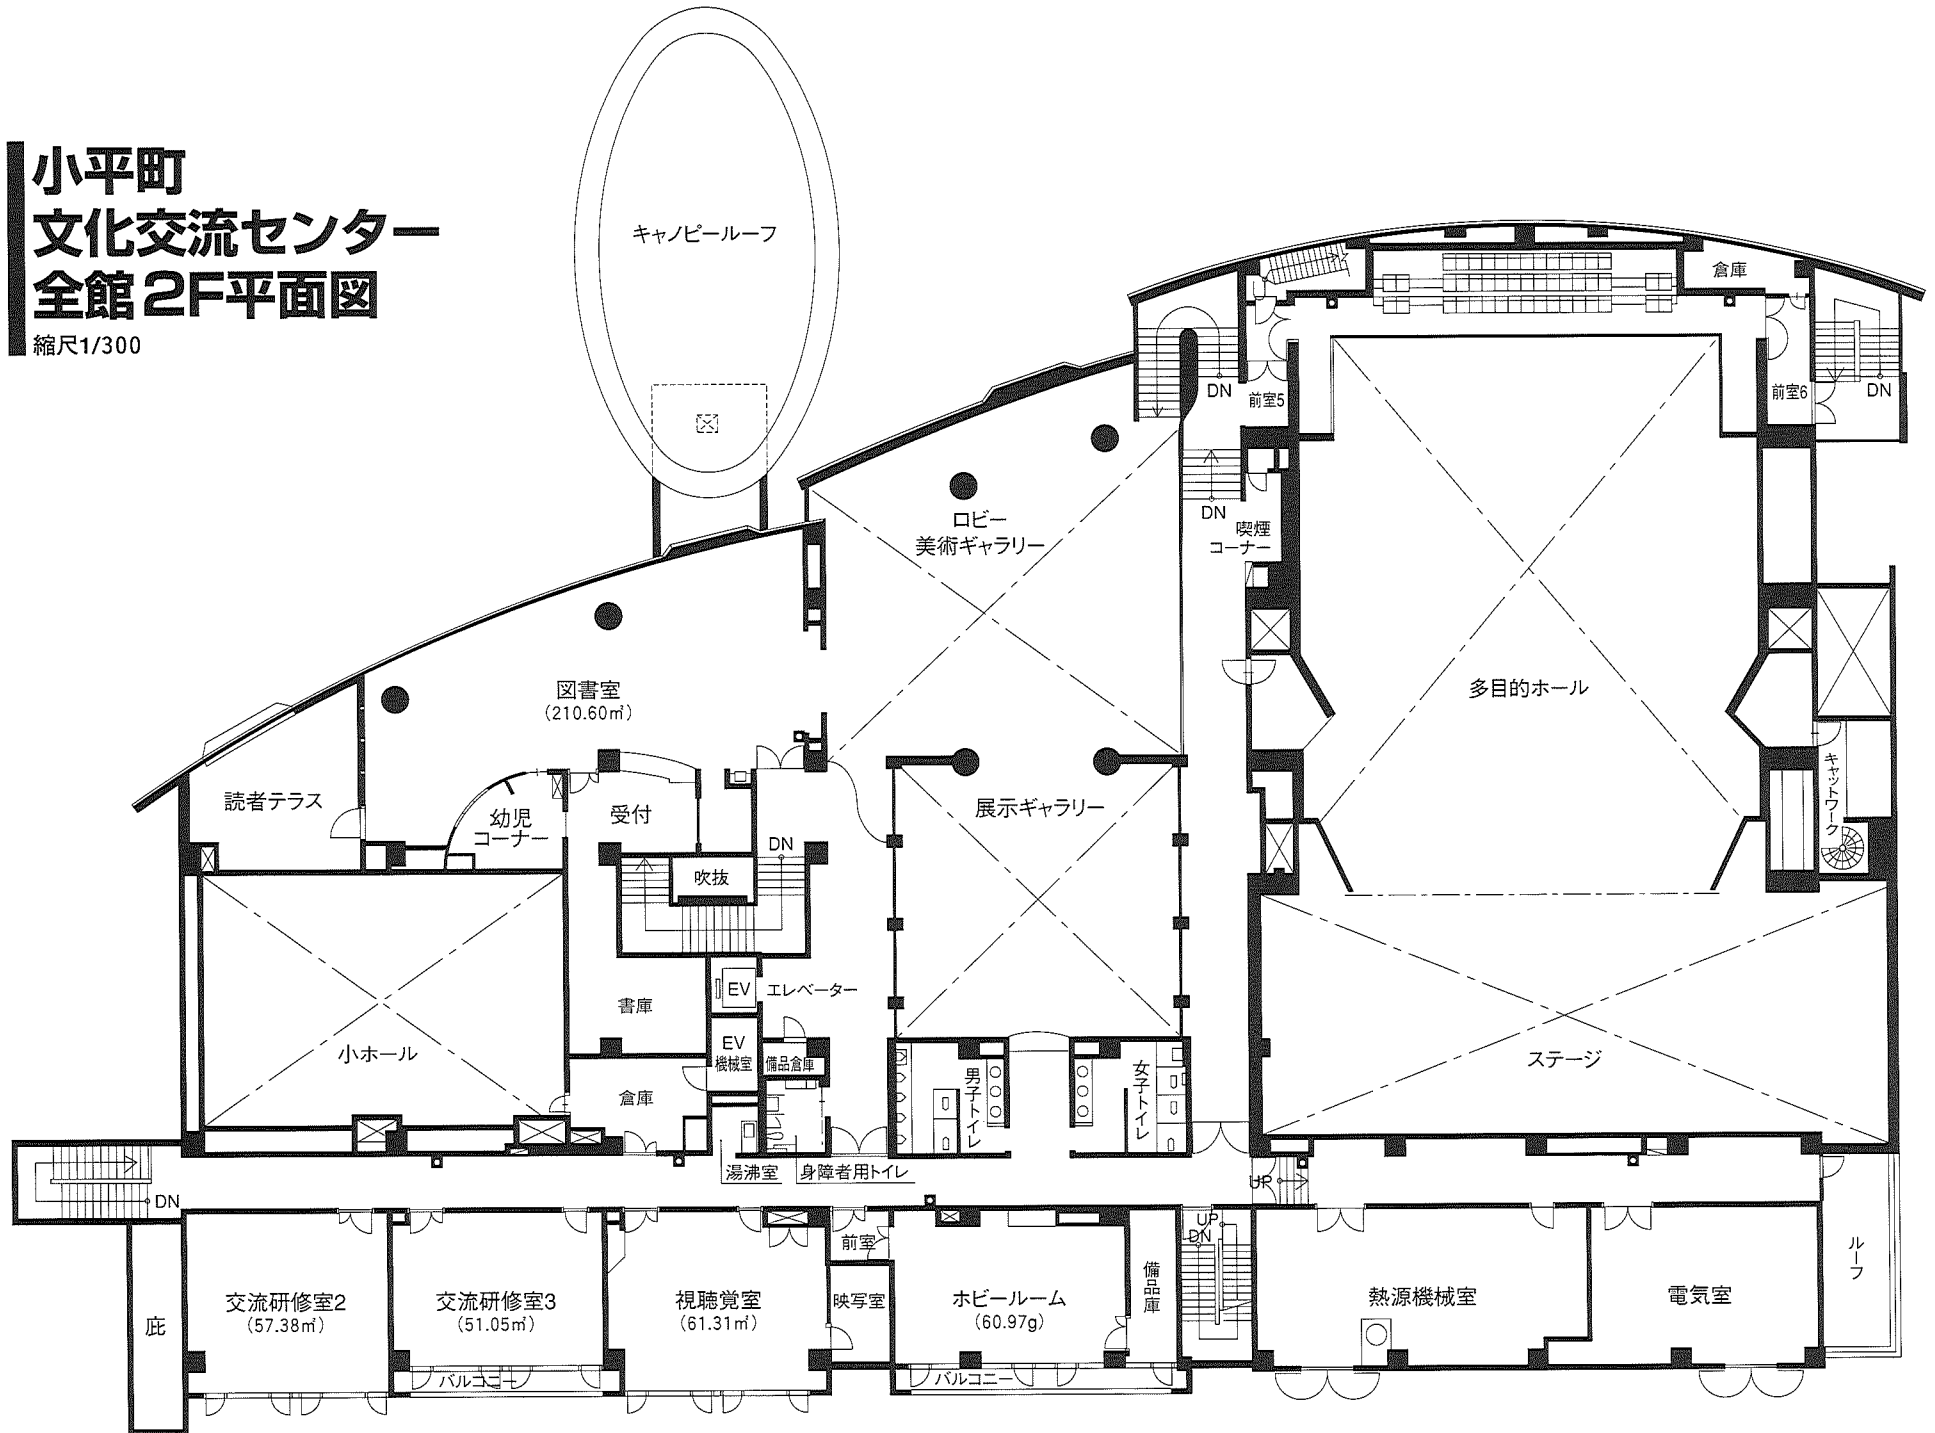 小平町
文化交流センター
全館2F平面図
縮尺1/300
キャノピールーフ
倉庫
DN
前室5
前室6
DN
DN
喫煙
コーナー
ロビー
美術ギャラリー
図書室
(210.60㎡)
多目的ホール
読者テラス
幼児
コーナー
受付
展示ギャラリー
キャットワーク
DN
吹抜
EV
エレベーター
書庫
EV
機械室
備品倉庫
小ホール
倉庫
男子トイレ
女子トイレ
ステージ
湯沸室
身障者用トイレ
DN
UP
UP
DN
前室
ルーフ
庇
交流研修室2
(57.38㎡)
交流研修室3
(51.05㎡)
視聴覚室
(61.31㎡)
映写室
ホビールーム
(60.97g)
備品庫
熱源機械室
電気室
バルコニー
バルコニー